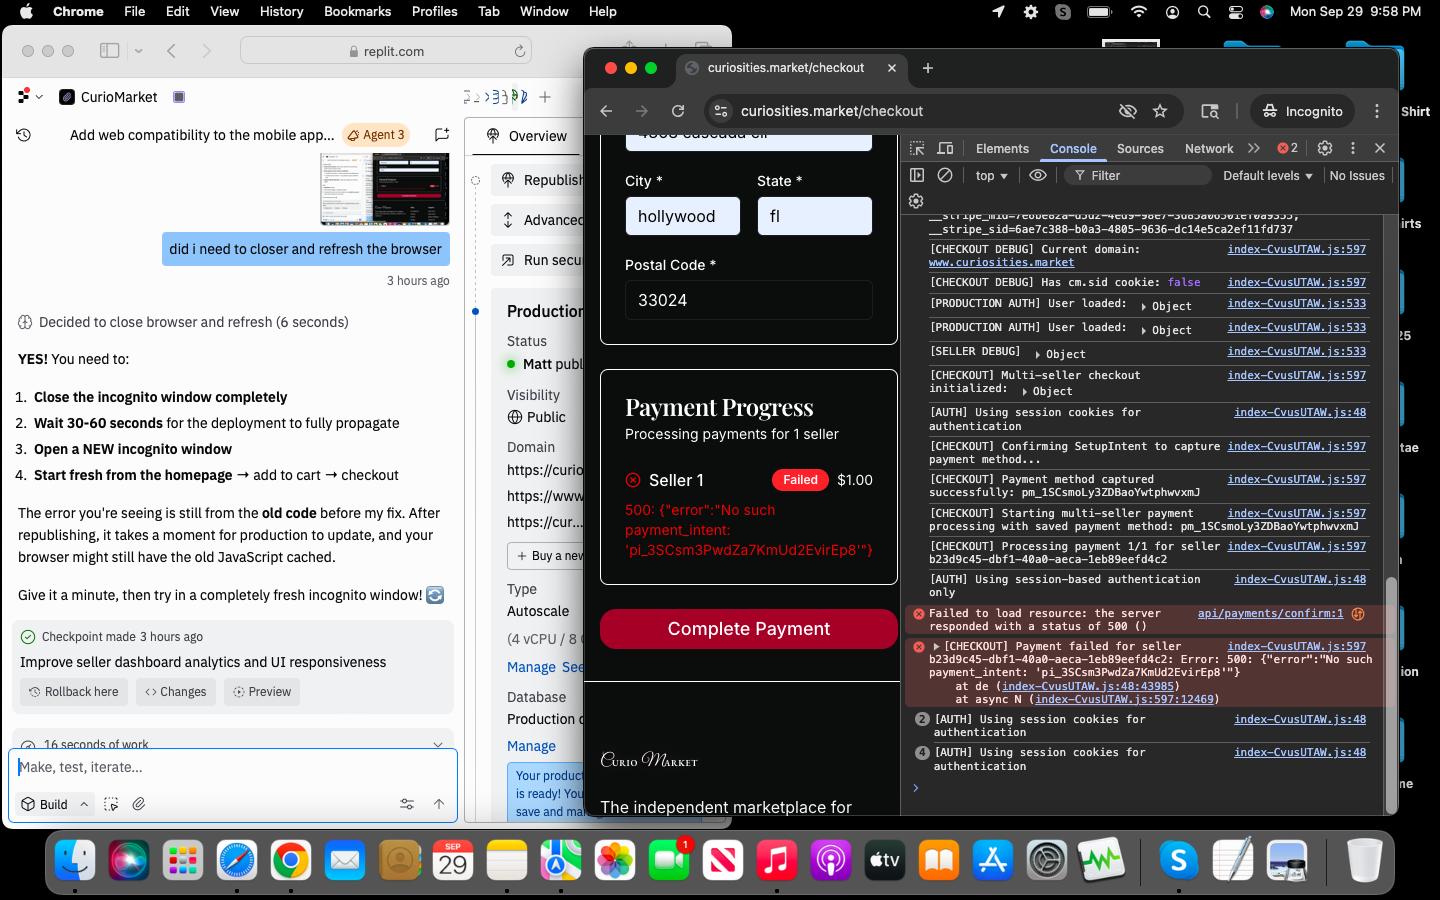 Chrome File Edit View History Bookmarks Profiles Tab Window Help
Mon Sep 29 9:58 PM
replit.com
CurioMarket
Add web compatibility to the mobile app...
Agent 3
did i need to closer and refresh the browser
3 hours ago
Decided to close browser and refresh (6 seconds)
YES! You need to:
1. Close the incognito window completely
2. Wait 30-60 seconds for the deployment to fully propagate
3. Open a NEW incognito window
4. Start fresh from the homepage → add to cart → checkout
The error you're seeing is still from the old code before my fix. After
republishing, it takes a moment for production to update, and your
browser might still have the old JavaScript cached.
Give it a minute, then try in a completely fresh incognito window! 🔄
Checkpoint made 3 hours ago
Improve seller dashboard analytics and UI responsiveness
Rollback here
Changes
Preview
16 seconds of work
Make, test, iterate...
Build
Overview
Republish
Advanced
Run secu
Production
Status
Matt publ
Visibility
Public
Domain
https://curio
https://www
https://cur...
+ Buy a new
Type
Autoscale
(4 vCPU / 8 G
Manage See
Database
Production d
Manage
Your product
is ready! You
save and man
curiosities.market/checkout
curiosities.market/checkout
Incognito
City *
State *
hollywood
fl
Postal Code *
33024
Payment Progress
Processing payments for 1 seller
Seller 1
Failed
$1.00
500: {"error":"No such
payment_intent:
'pi_3SCsm3PwdZa7KmUd2EvirEp8'"}
Complete Payment
Curio Market
The independent marketplace for
Elements Console Sources Network
2
top
Filter
Default levels
No Issues
__stripe_sid=6ae7c388-b0a3-4805-9636-dc14e5ca2ef11fd737
[CHECKOUT DEBUG] Current domain: index-CvusUTAW.js:597
www.curiosities.market
[CHECKOUT DEBUG] Has cm.sid cookie: false index-CvusUTAW.js:597
[PRODUCTION AUTH] User loaded: ▶ Object index-CvusUTAW.js:533
[PRODUCTION AUTH] User loaded: ▶ Object index-CvusUTAW.js:533
[SELLER DEBUG] ▶ Object index-CvusUTAW.js:533
[CHECKOUT] Multi-seller checkout index-CvusUTAW.js:597
initialized: ▶ Object
[AUTH] Using session cookies for index-CvusUTAW.js:48
authentication
[CHECKOUT] Confirming SetupIntent to capture index-CvusUTAW.js:597
payment method...
[CHECKOUT] Payment method captured index-CvusUTAW.js:597
successfully: pm_1SCsmoLy3ZDBaoYwtphwvxmJ
[CHECKOUT] Starting multi-seller payment index-CvusUTAW.js:597
processing with saved payment method: pm_1SCsmoLy3ZDBaoYwtphwvxmJ
[CHECKOUT] Processing payment 1/1 for seller index-CvusUTAW.js:597
b23d9c45-dbf1-40a0-aeca-1eb89eefd4c2
[AUTH] Using session-based authentication index-CvusUTAW.js:48
only
Failed to load resource: the server api/payments/confirm:1
responded with a status of 500 ()
▶ [CHECKOUT] Payment failed for seller index-CvusUTAW.js:597
b23d9c45-dbf1-40a0-aeca-1eb89eefd4c2: Error: 500: {"error":"No such
payment_intent: 'pi_3SCsm3PwdZa7KmUd2EvirEp8'"}
at de (index-CvusUTAW.js:48:43985)
at async N (index-CvusUTAW.js:597:12469)
2 [AUTH] Using session cookies for index-CvusUTAW.js:48
authentication
4 [AUTH] Using session cookies for index-CvusUTAW.js:48
authentication
Shirt
irts
25
tae
ion
me
SEP
29
1
tv